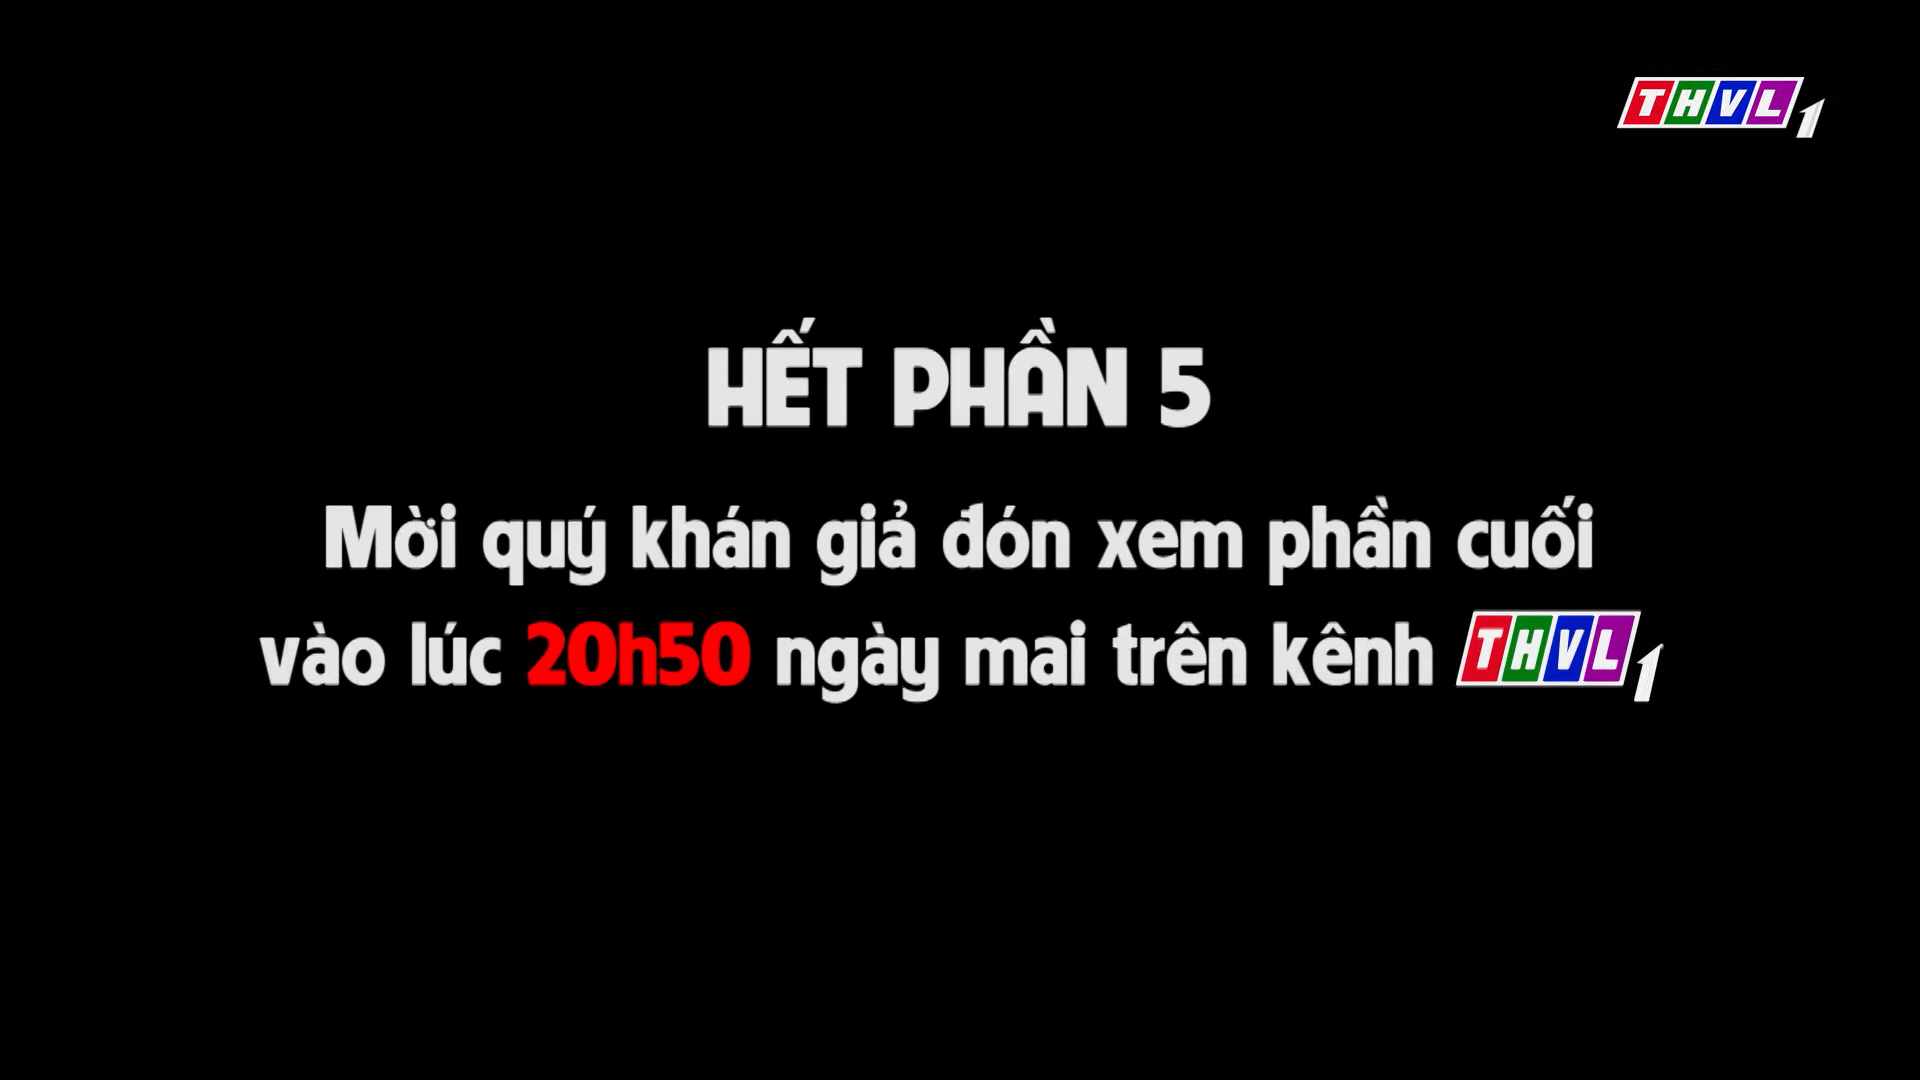 THVL1
HẾT PHẦN 5
Mời quý khán giả đón xem phần cuối
vào lúc 20h50 ngày mai trên kênh THVL1